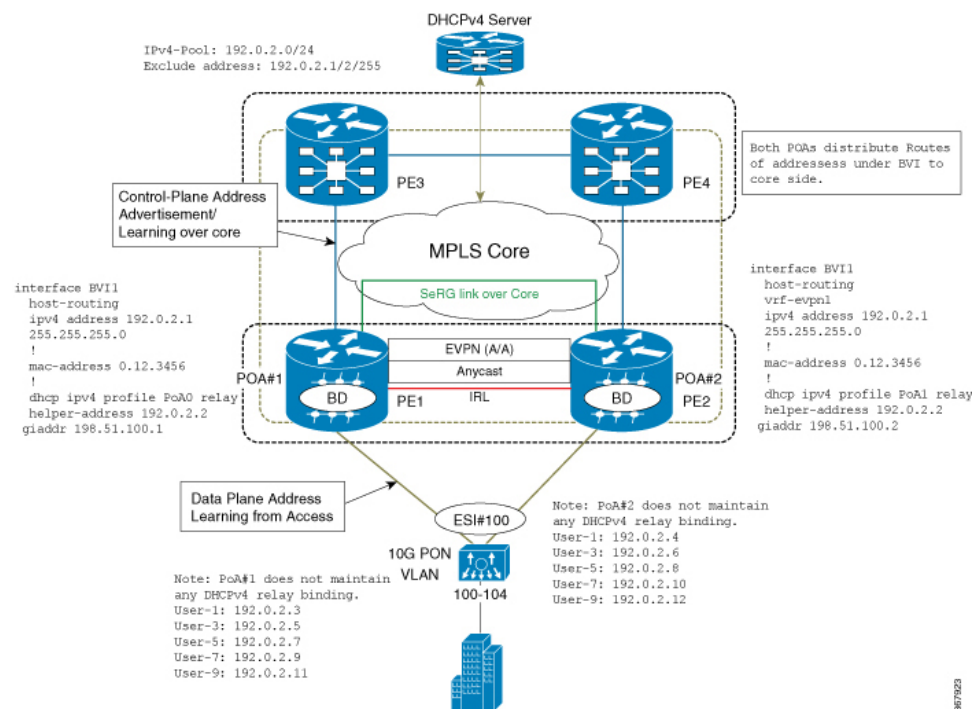 DHCPv4 Server
IPv4-Pool: 192.0.2.0/24
Exclude address: 192.0.2.1/2/255
PE3
PE4
Both POAs distribute Routes
of addressess under BVI to
core side.
Control-Plane Address
Advertisement/
Learning over core
MPLS Core
SeRG link over Core
interface BVI1
host-routing
ipv4 address 192.0.2.1
255.255.255.0
!
mac-address 0.12.3456
!
dhcp ipv4 profile PoA0 relay
helper-address 192.0.2.2
giaddr 198.51.100.1
interface BVI1
host-routing
vrf-evpn1
ipv4 address 192.0.2.1
255.255.255.0
!
mac-address 0.12.3456
!
dhcp ipv4 profile PoA1 relay
helper-address 192.0.2.2
giaddr 198.51.100.2
EVPN (A/A)
Anycast
IRL
POA#1
BD
PE1
POA#2
BD
PE2
Data Plane Address
Learning from Access
ESI#100
10G PON
VLAN
100-104
Note: PoA#2 does not maintain
any DHCPv4 relay binding.
User-1: 192.0.2.4
User-3: 192.0.2.6
User-5: 192.0.2.8
User-7: 192.0.2.10
User-9: 192.0.2.12
Note: PoA#1 does not maintain
any DHCPv4 relay binding.
User-1: 192.0.2.3
User-3: 192.0.2.5
User-5: 192.0.2.7
User-7: 192.0.2.9
User-9: 192.0.2.11